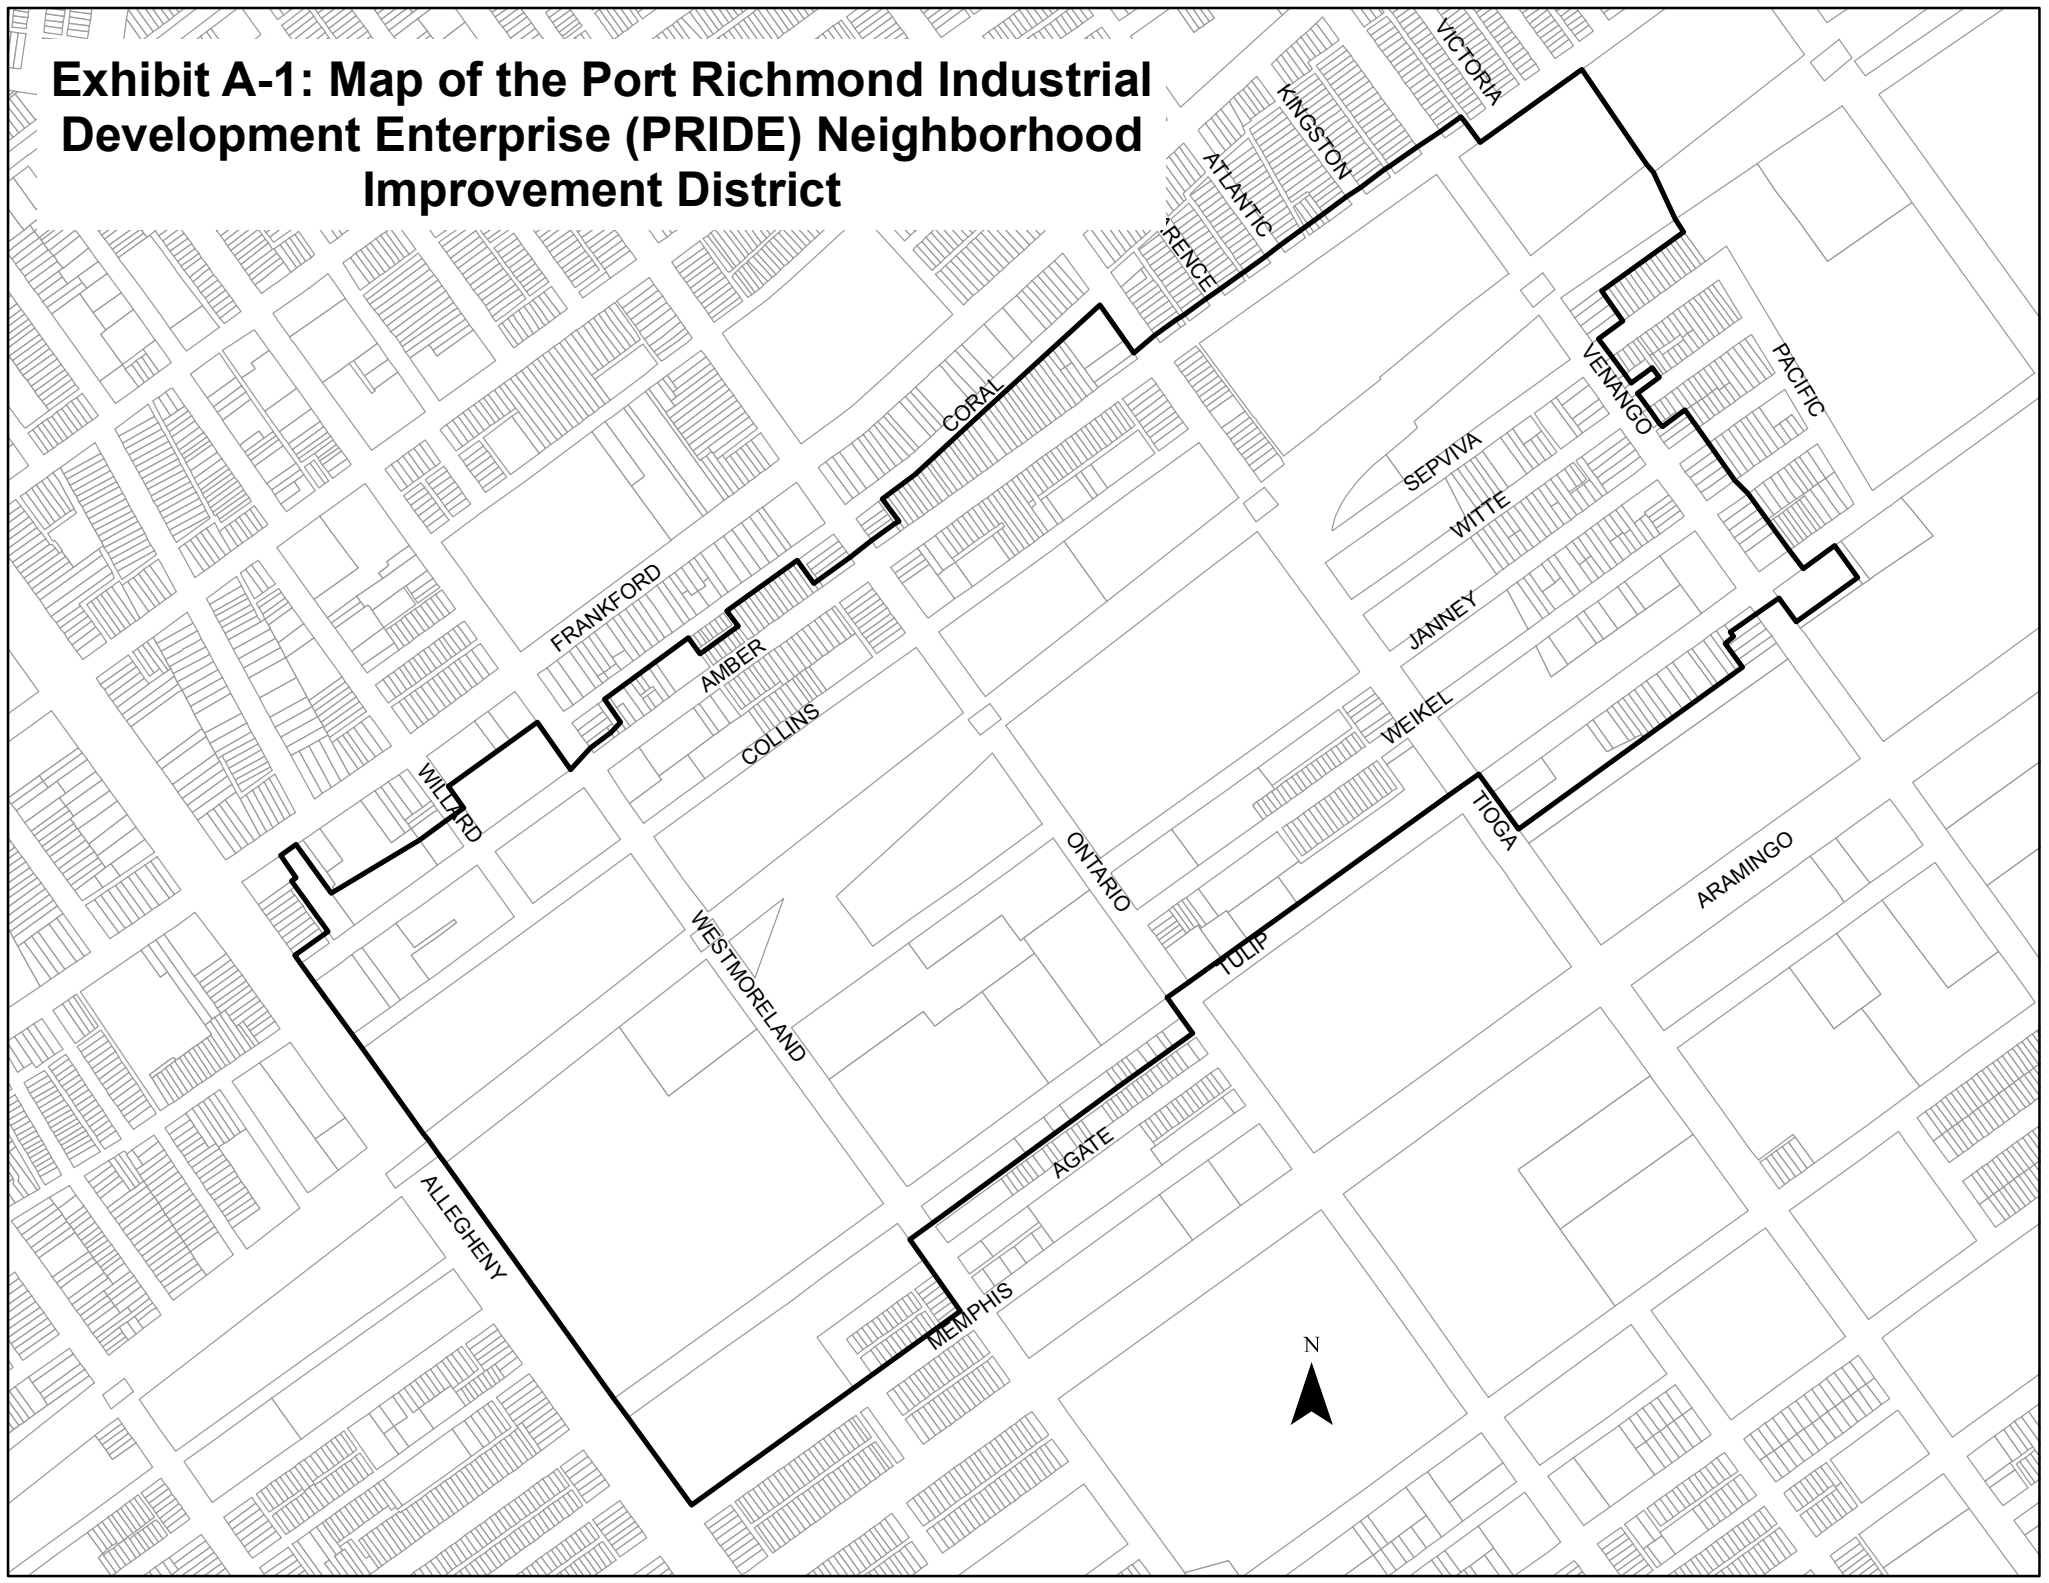 Exhibit A-1: Map of the Port Richmond Industrial
Development Enterprise (PRIDE) Neighborhood
Improvement District
VICTORIA
KINGSTON
ATLANTIC
RENCE
PACIFIC
VENANGO
CORAL
SEPVIVA
WITTE
FRANKFORD
JANNEY
AMBER
COLLINS
WEIKEL
WILLARD
TIOGA
ONTARIO
ARAMINGO
WESTMORELAND
TULIP
AGATE
ALLEGHENY
MEMPHIS
N